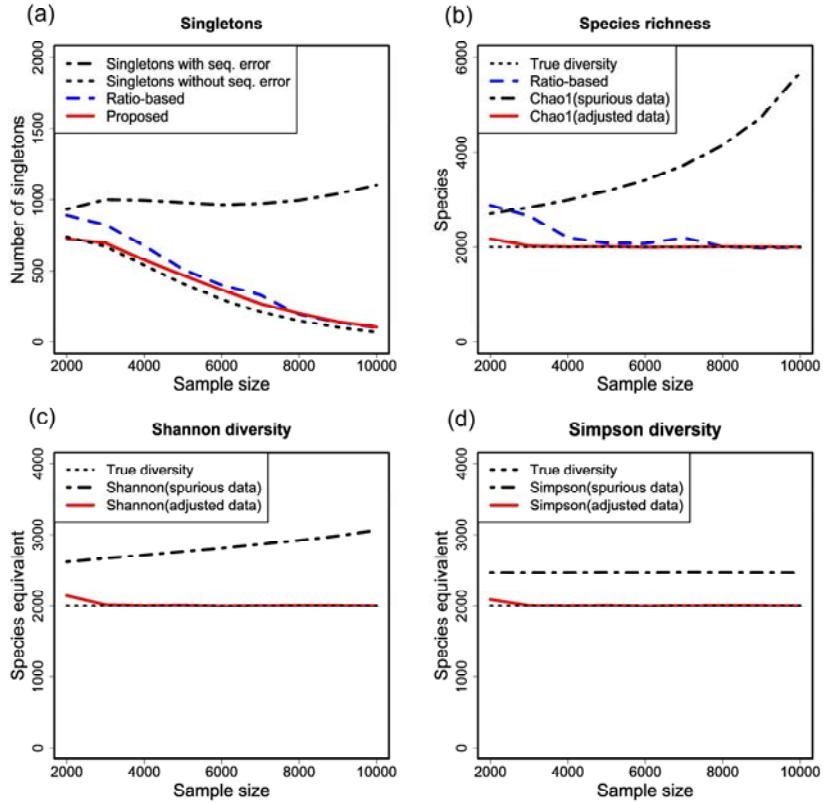 (a)
Singletons
Singletons with seq. error
Singletons without seq. error
Ratio-based
Proposed
Number of singletons
0
500
1000
1500
2000
2000 4000 6000 8000 10000
Sample size
(b)
Species richness
True diversity
Ratio-based
Chao1(spurious data)
Chao1(adjusted data)
Species
0
2000
4000
6000
2000 4000 6000 8000 10000
Sample size
(c)
Shannon diversity
True diversity
Shannon(spurious data)
Shannon(adjusted data)
Species equivalent
0
1000
2000
3000
4000
2000 4000 6000 8000 10000
Sample size
(d)
Simpson diversity
True diversity
Simpson(spurious data)
Simpson(adjusted data)
Species equivalent
0
1000
2000
3000
4000
2000 4000 6000 8000 10000
Sample size